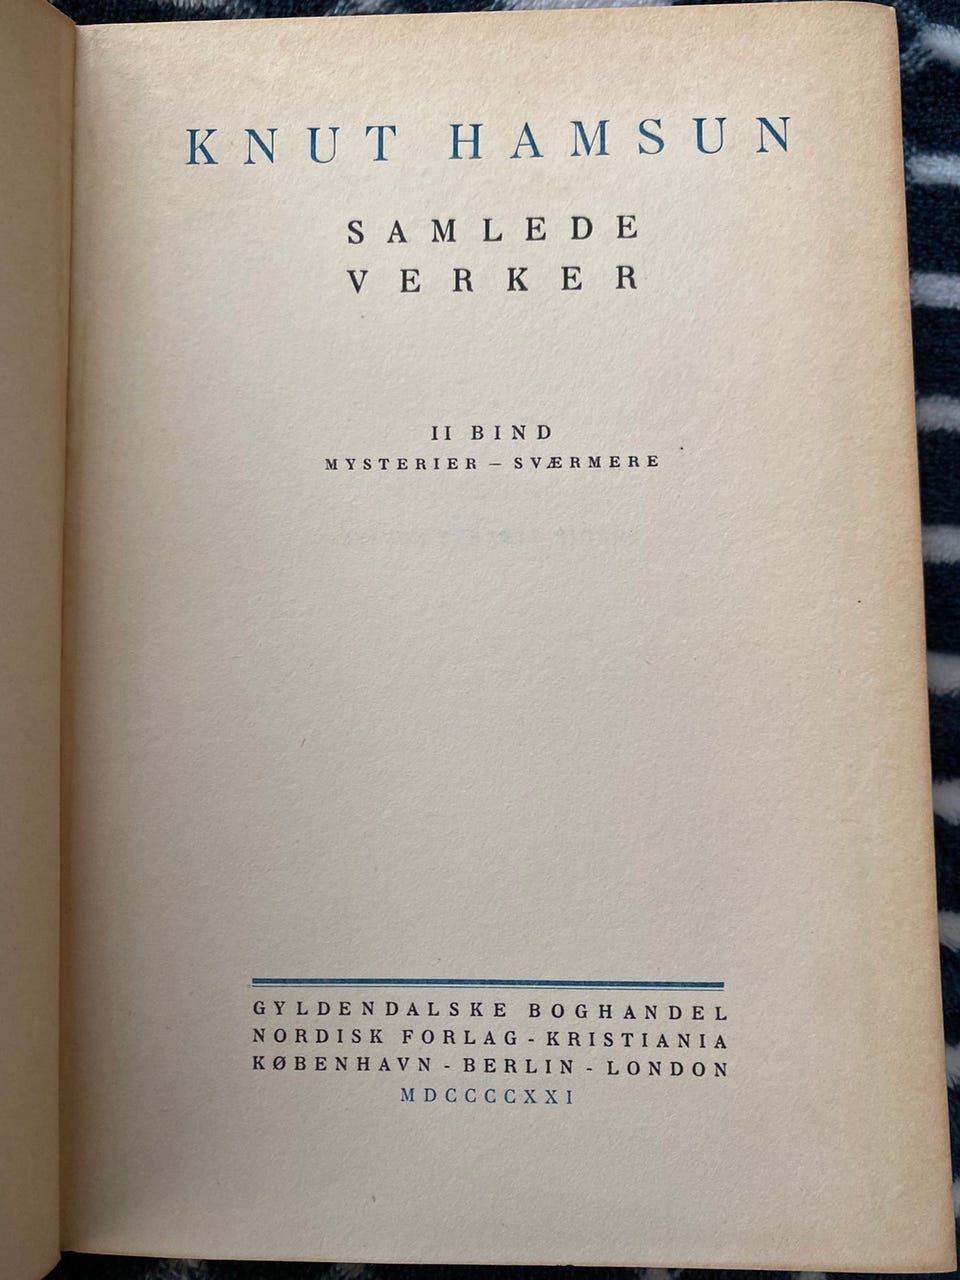 KNUT HAMSUN
SAMLEDE
VERKER
II BIND
MYSTERIER – SVÆRMERE
GYLDENDALSKE BOGHANDEL
NORDISK FORLAG - KRISTIANIA
KØBENHAVN - BERLIN - LONDON
MDCCCCXXI